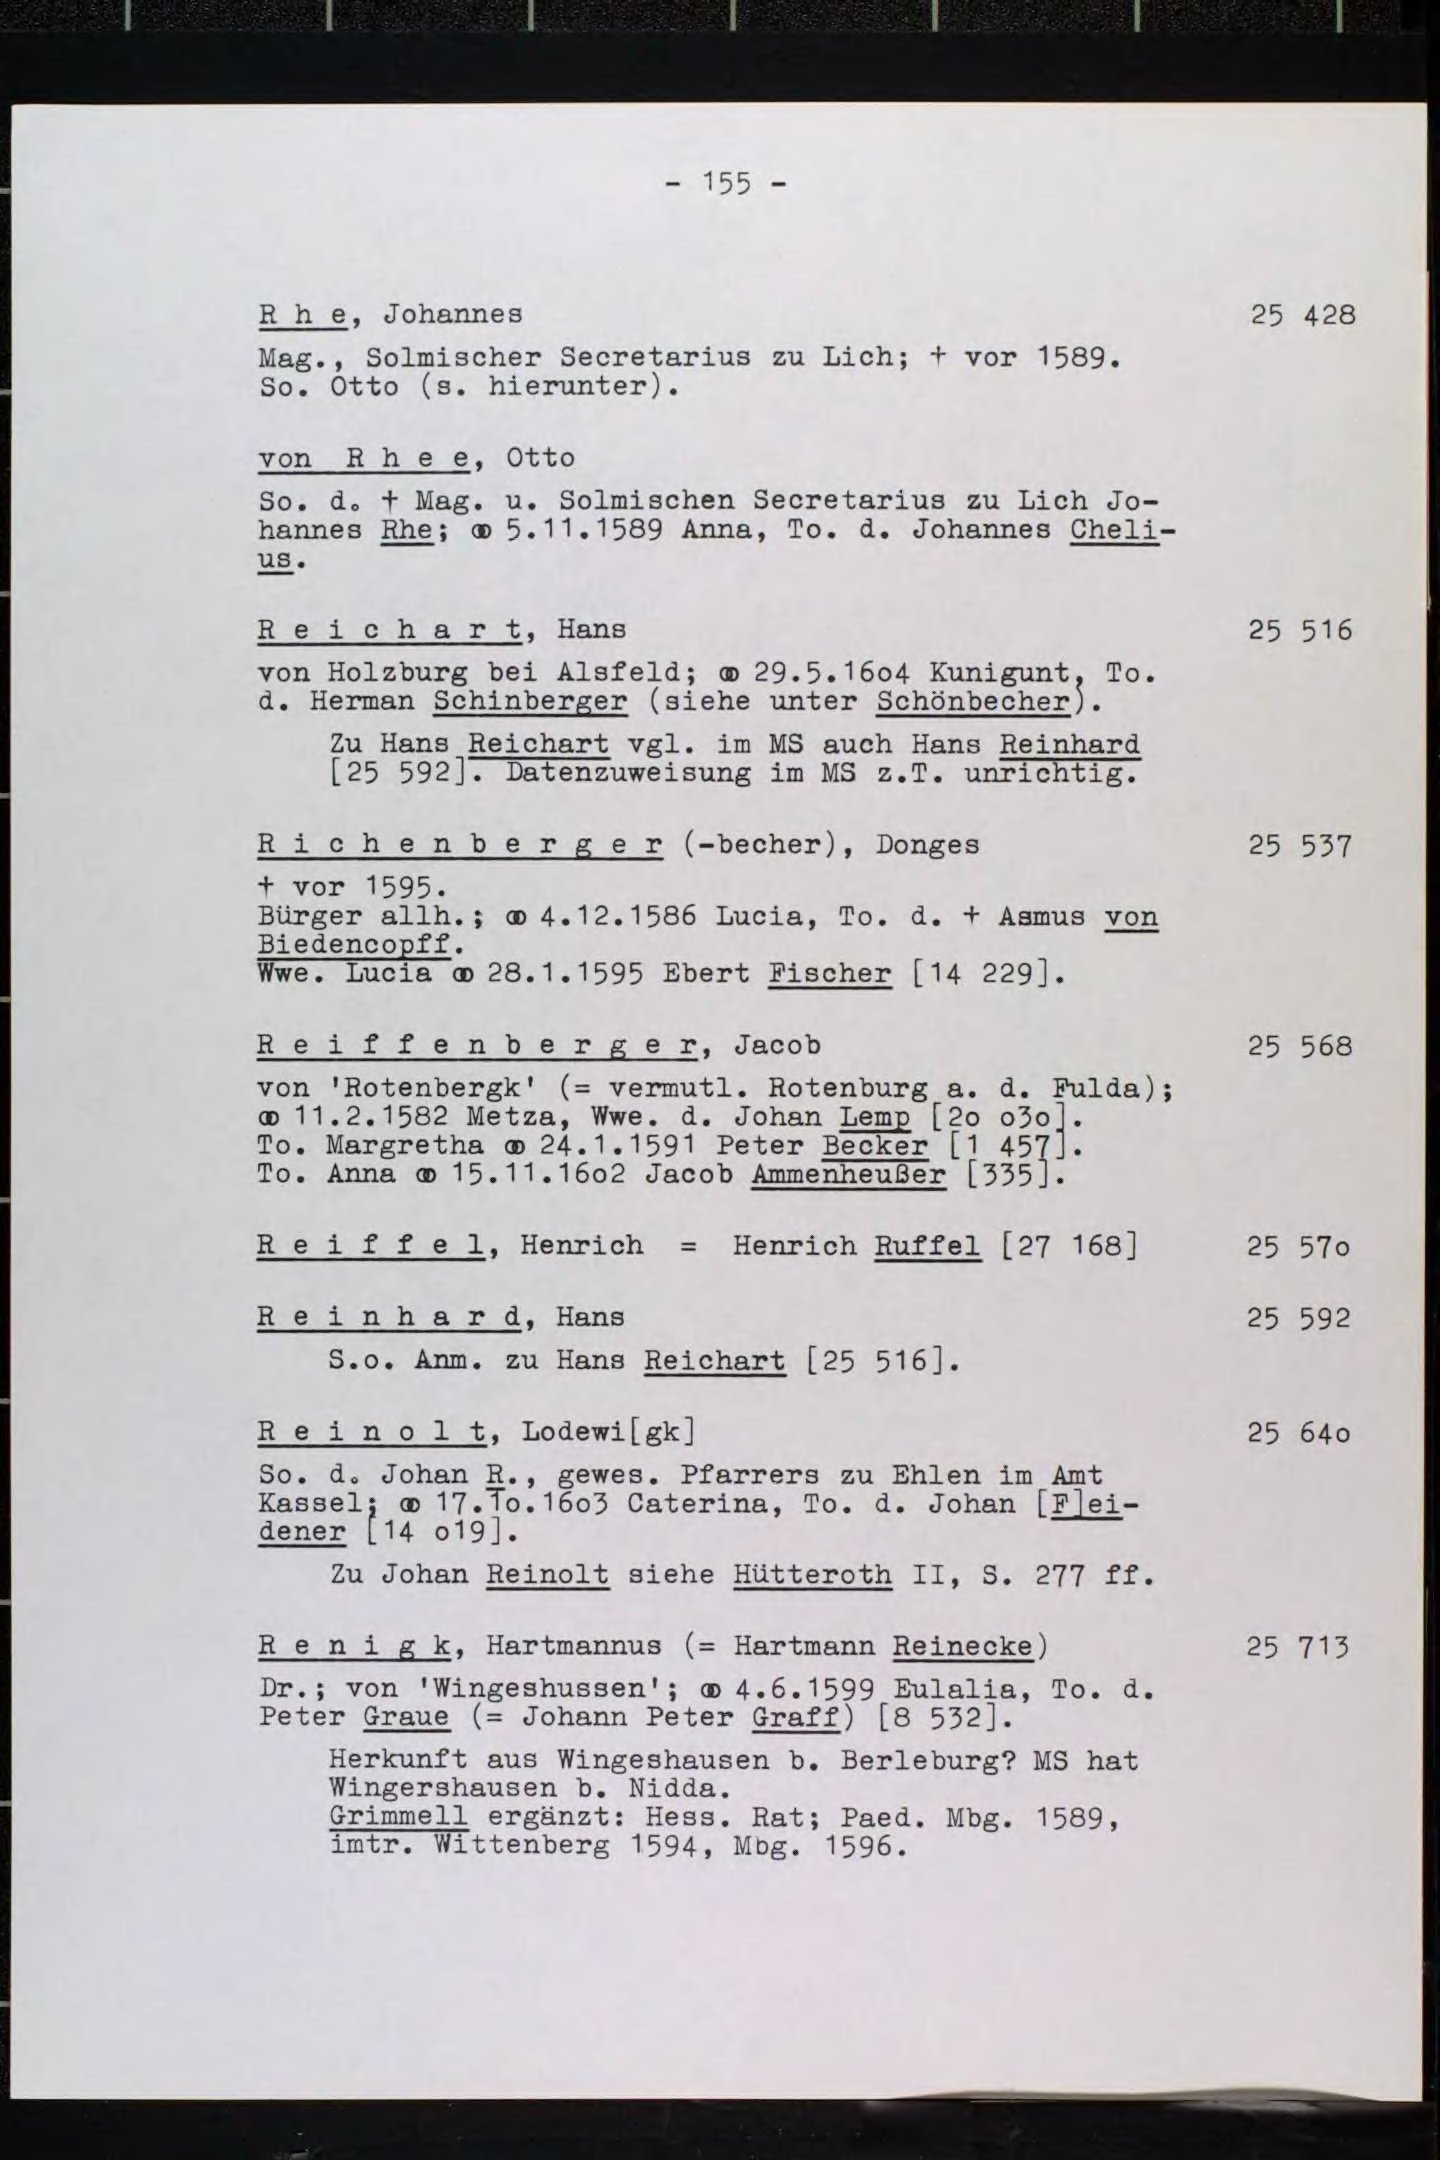 - 155 -
R h e, Johannes 25 428
Mag., Solmischer Secretarius zu Lich; + vor 1589.
So. Otto (s. hierunter).
von R h e e, Otto
So. d. + Mag. u. Solmischen Secretarius zu Lich Jo-
hannes Rhe; ⚭ 5.11.1589 Anna, To. d. Johannes Cheli-
us.
R e i c h a r t, Hans 25 516
von Holzburg bei Alsfeld; ⚭ 29.5.16o4 Kunigunt, To.
d. Herman Schinberger (siehe unter Schönbecher).
Zu Hans Reichart vgl. im MS auch Hans Reinhard
[25 592]. Datenzuweisung im MS z.T. unrichtig.
R i c h e n b e r g e r (-becher), Donges 25 537
+ vor 1595.
Bürger allh.; ⚭ 4.12.1586 Lucia, To. d. + Asmus von
Biedencopff.
Wwe. Lucia ⚭ 28.1.1595 Ebert Fischer [14 229].
R e i f f e n b e r g e r, Jacob 25 568
von 'Rotenbergk' (= vermutl. Rotenburg a. d. Fulda);
⚭ 11.2.1582 Metza, Wwe. d. Johan Lemp [2o o3o].
To. Margretha ⚭ 24.1.1591 Peter Becker [1 457].
To. Anna ⚭ 15.11.16o2 Jacob Ammenheußer [335].
R e i f f e l, Henrich = Henrich Ruffel [27 168] 25 57o
R e i n h a r d, Hans 25 592
S.o. Anm. zu Hans Reichart [25 516].
R e i n o l t, Lodewi[gk] 25 64o
So. d. Johan R., gewes. Pfarrers zu Ehlen im Amt
Kassel; ⚭ 17.1o.16o3 Caterina, To. d. Johan [F]ei-
dener [14 o19].
Zu Johan Reinolt siehe Hütteroth II, S. 277 ff.
R e n i g k, Hartmannus (= Hartmann Reinecke) 25 713
Dr.; von 'Wingeshussen'; ⚭ 4.6.1599 Eulalia, To. d.
Peter Graue (= Johann Peter Graff) [8 532].
Herkunft aus Wingeshausen b. Berleburg? MS hat
Wingershausen b. Nidda.
Grimmell ergänzt: Hess. Rat; Paed. Mbg. 1589,
imtr. Wittenberg 1594, Mbg. 1596.